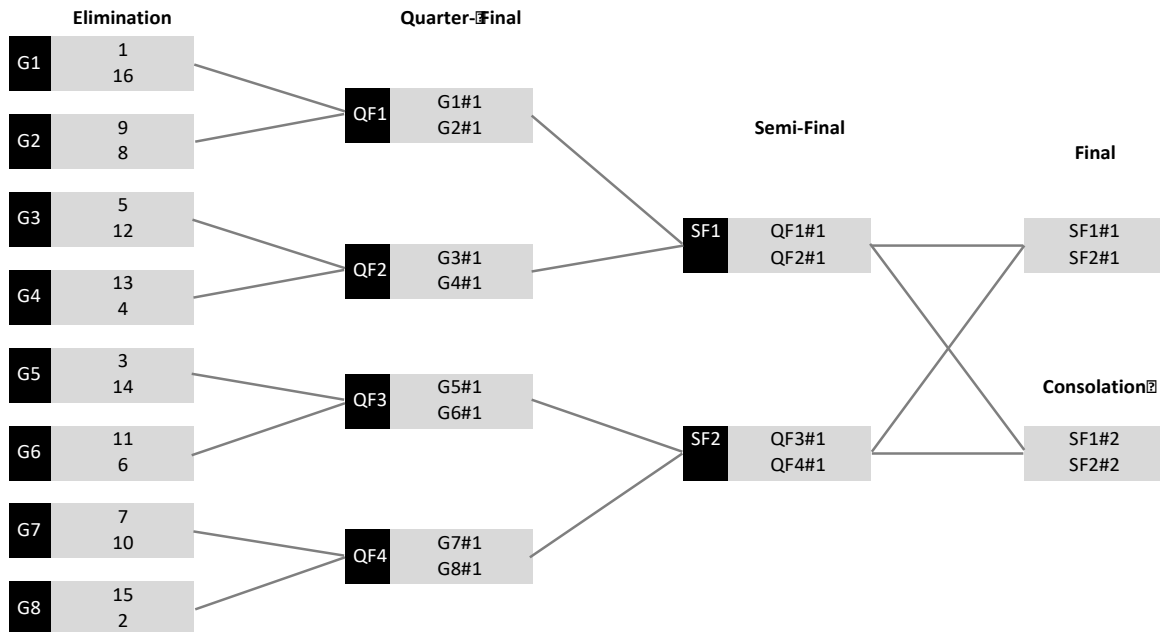 Elimination
G1
1
16
G2
9
8
G3
5
12
G4
13
4
G5
3
14
G6
11
6
G7
7
10
G8
15
2
Quarter-Final
QF1
G1#1
G2#1
QF2
G3#1
G4#1
QF3
G5#1
G6#1
QF4
G7#1
G8#1
Semi-Final
SF1
QF1#1
QF2#1
SF2
QF3#1
QF4#1
Final
SF1#1
SF2#1
Consolation
SF1#2
SF2#2